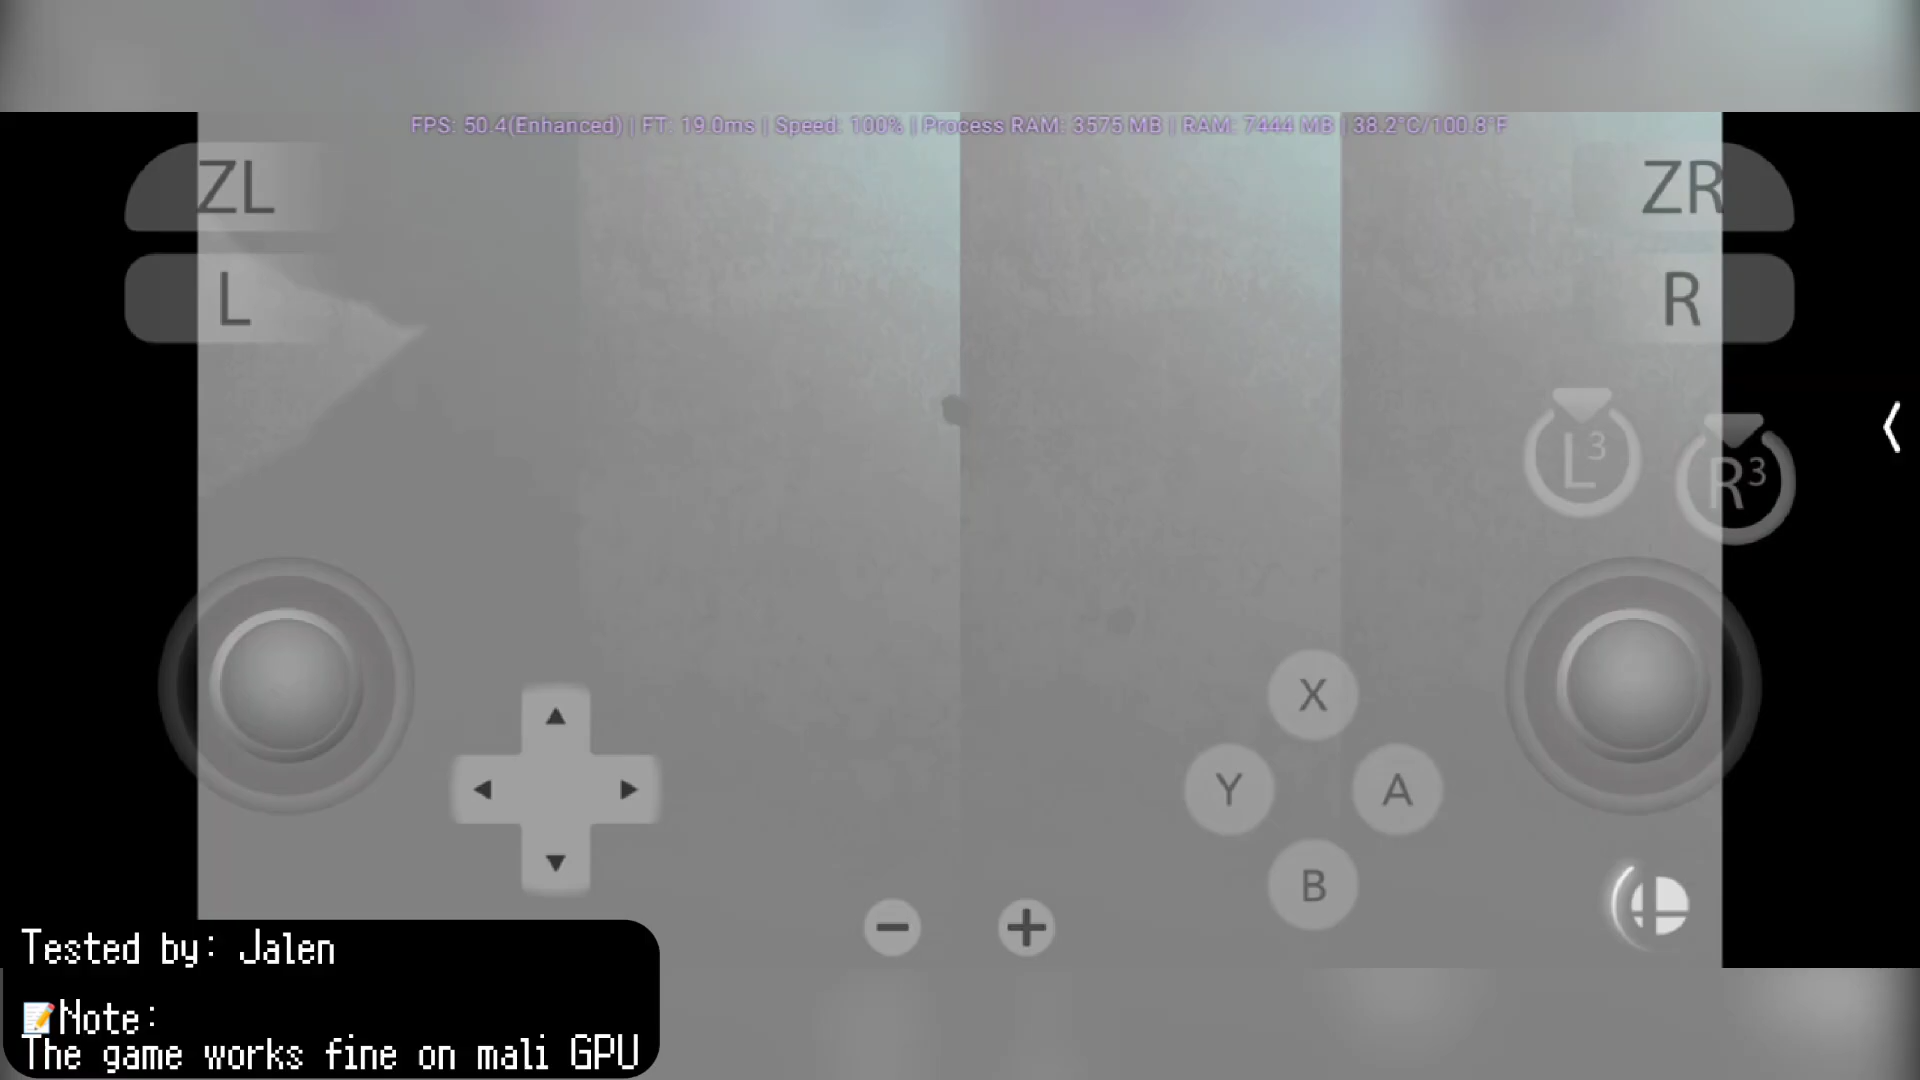 FPS: 50.4(Enhanced) | FT: 19.0ms | Speed: 100% | Process RAM: 3575 MB | RAM: 7444 MB | 38.2°C/100.8°F
ZL
ZR
L
R
L3
R3
X
Y
A
B
Tested by: Jalen
📝Note:
The game works fine on mali GPU